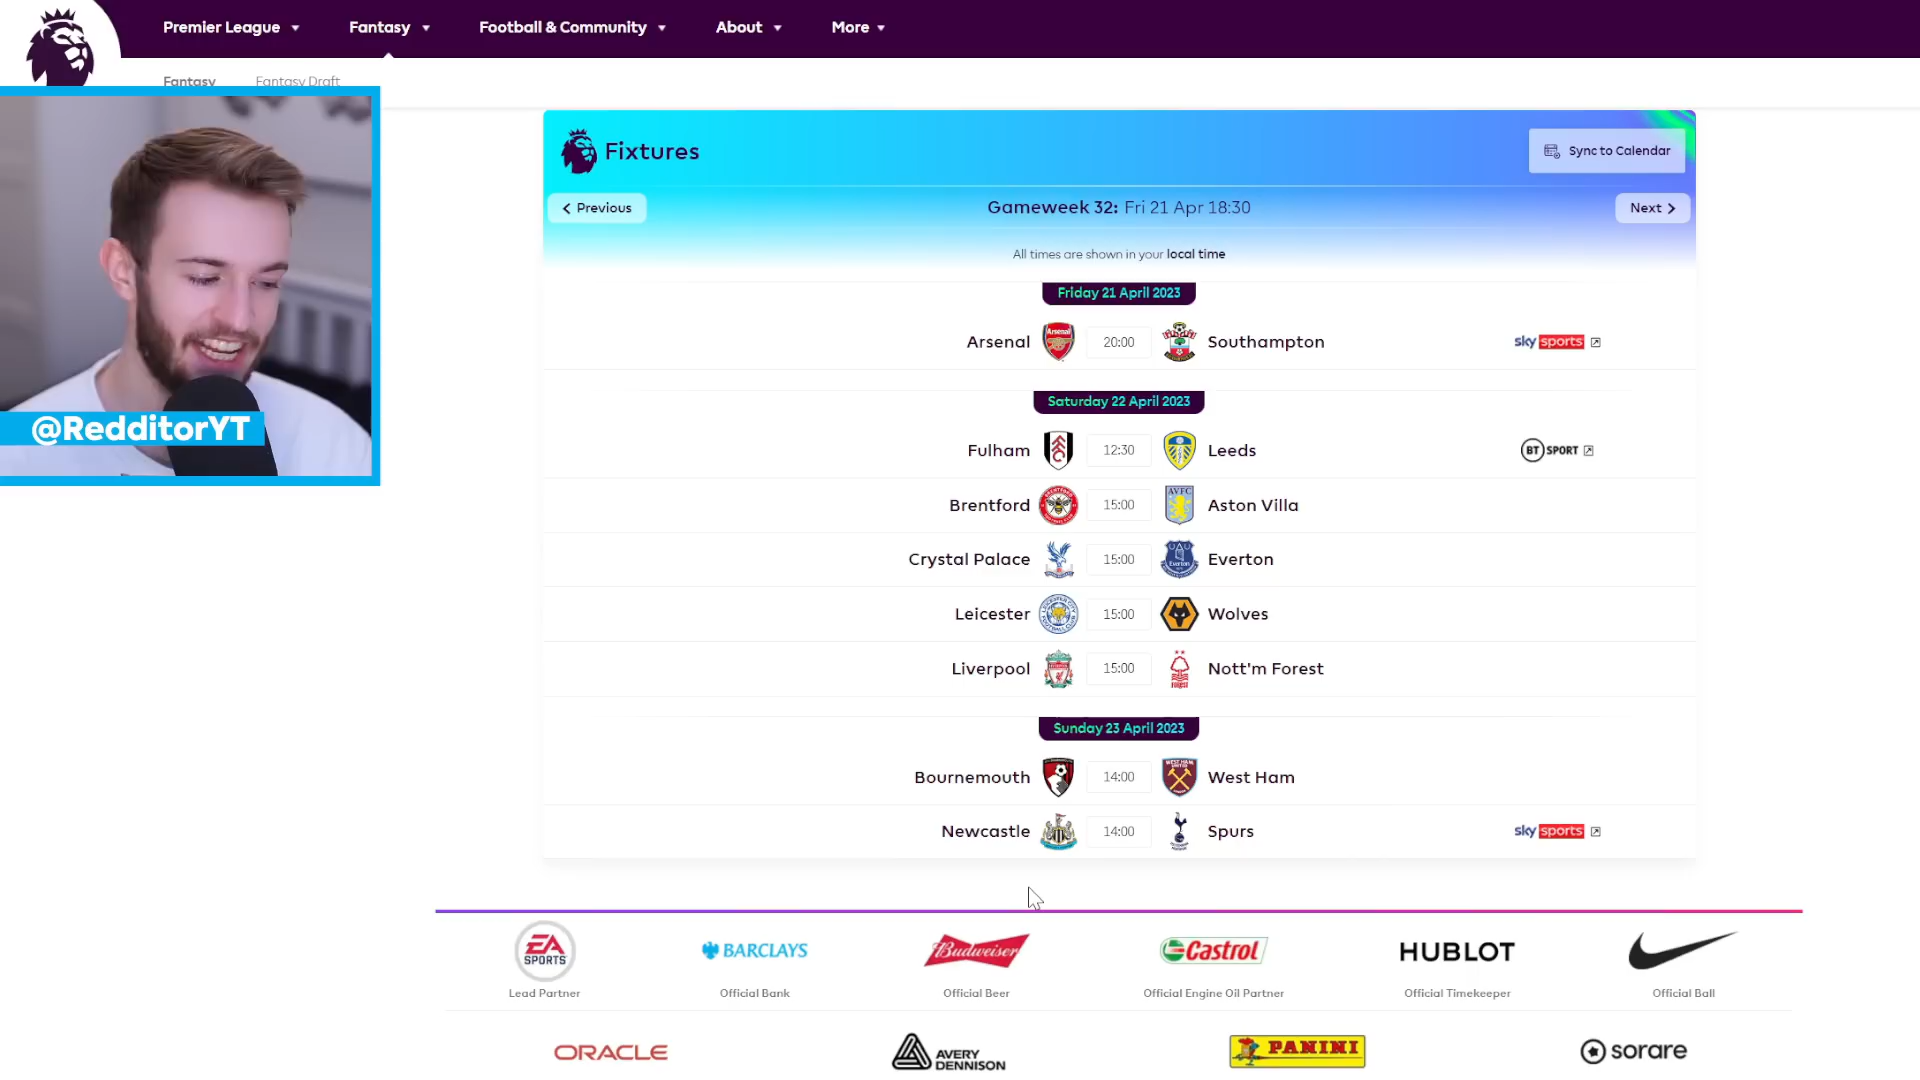 Premier League
Fantasy
Football & Community
About
More
Fantasy
Fantasy Draft
@RedditorYT
Fixtures
Sync to Calendar
Previous
Gameweek 32: Fri 21 Apr 18:30
Next
All times are shown in your local time
Friday 21 April 2023
Arsenal 20:00 Southampton sky sports
Saturday 22 April 2023
Fulham 12:30 Leeds BT SPORT
Brentford 15:00 Aston Villa
Crystal Palace 15:00 Everton
Leicester 15:00 Wolves
Liverpool 15:00 Nott'm Forest
Sunday 23 April 2023
Bournemouth 14:00 West Ham
Newcastle 14:00 Spurs sky sports
EA SPORTS
BARCLAYS
Budweiser
Castrol
HUBLOT
Lead Partner
Official Bank
Official Beer
Official Engine Oil Partner
Official Timekeeper
Official Ball
ORACLE
AVERY DENNISON
PANINI
sorare